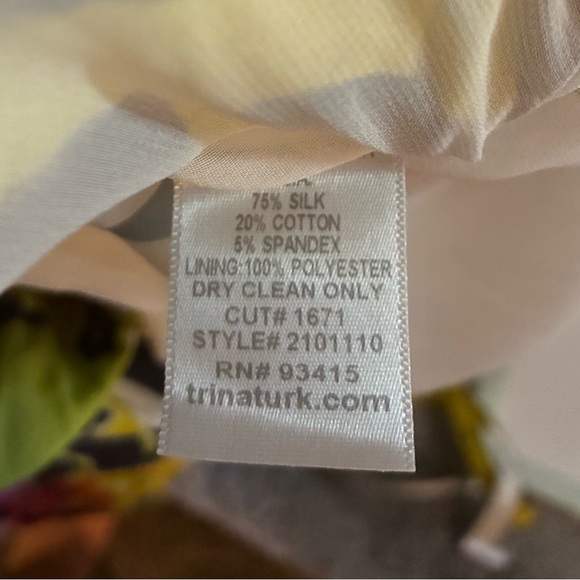 75% SILK
20% COTTON
5% SPANDEX
LINING:100% POLYESTER
DRY CLEAN ONLY
CUT# 1671
STYLE# 2101110
RN# 93415
trinaturk.com